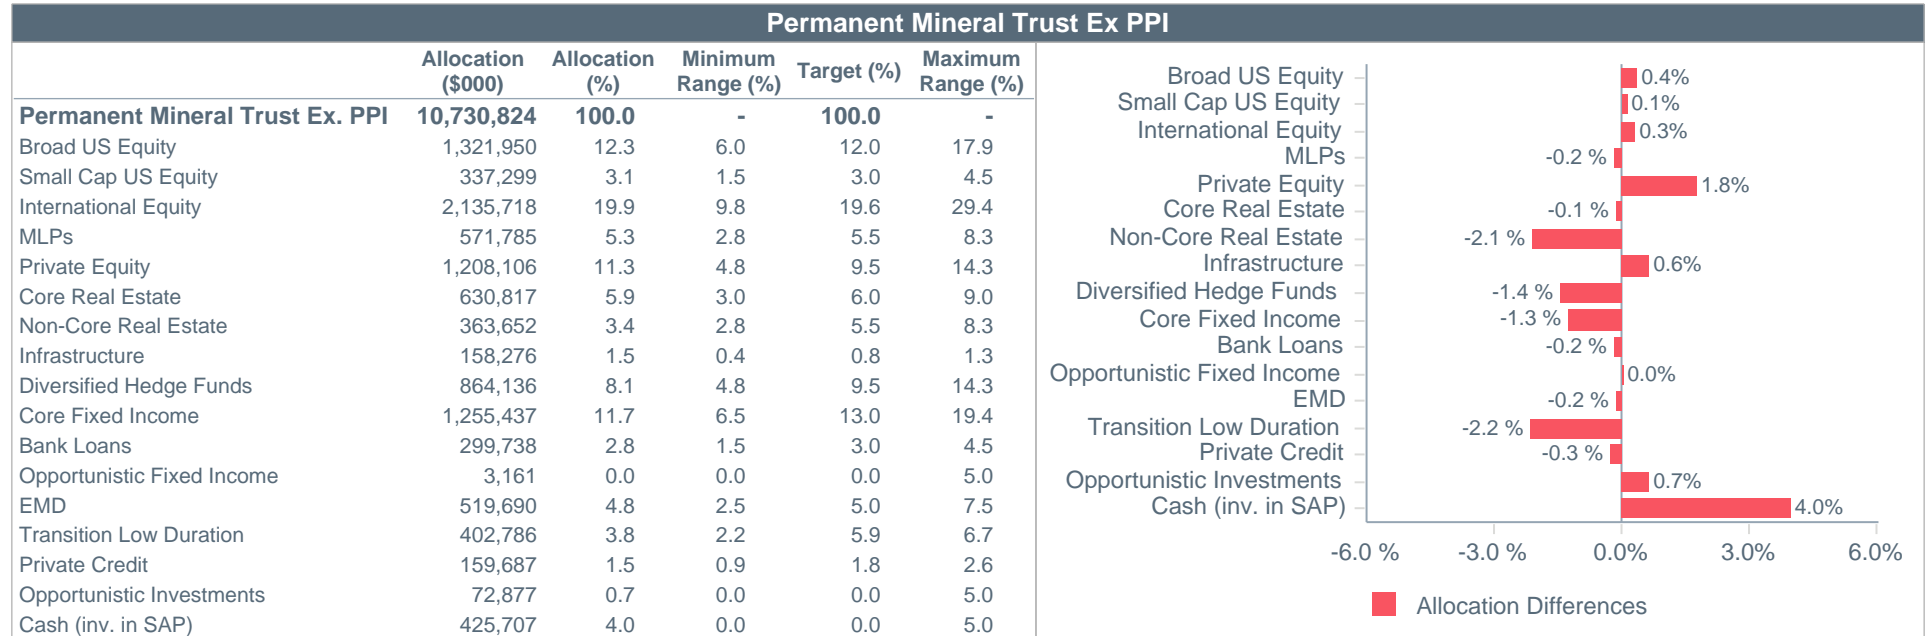 Permanent Mineral Trust Ex PPI
Allocation ($000) Allocation (%) Minimum Range (%) Target (%) Maximum Range (%)
Permanent Mineral Trust Ex. PPI 10,730,824 100.0 - 100.0 -
Broad US Equity 1,321,950 12.3 6.0 12.0 17.9
Small Cap US Equity 337,299 3.1 1.5 3.0 4.5
International Equity 2,135,718 19.9 9.8 19.6 29.4
MLPs 571,785 5.3 2.8 5.5 8.3
Private Equity 1,208,106 11.3 4.8 9.5 14.3
Core Real Estate 630,817 5.9 3.0 6.0 9.0
Non-Core Real Estate 363,652 3.4 2.8 5.5 8.3
Infrastructure 158,276 1.5 0.4 0.8 1.3
Diversified Hedge Funds 864,136 8.1 4.8 9.5 14.3
Core Fixed Income 1,255,437 11.7 6.5 13.0 19.4
Bank Loans 299,738 2.8 1.5 3.0 4.5
Opportunistic Fixed Income 3,161 0.0 0.0 0.0 5.0
EMD 519,690 4.8 2.5 5.0 7.5
Transition Low Duration 402,786 3.8 2.2 5.9 6.7
Private Credit 159,687 1.5 0.9 1.8 2.6
Opportunistic Investments 72,877 0.7 0.0 0.0 5.0
Cash (inv. in SAP) 425,707 4.0 0.0 0.0 5.0
Broad US Equity 0.4%
Small Cap US Equity 0.1%
International Equity 0.3%
MLPs -0.2 %
Private Equity 1.8%
Core Real Estate -0.1 %
Non-Core Real Estate -2.1 %
Infrastructure 0.6%
Diversified Hedge Funds -1.4 %
Core Fixed Income -1.3 %
Bank Loans -0.2 %
Opportunistic Fixed Income 0.0%
EMD -0.2 %
Transition Low Duration -2.2 %
Private Credit -0.3 %
Opportunistic Investments 0.7%
Cash (inv. in SAP) 4.0%
-6.0 % -3.0 % 0.0% 3.0% 6.0%
Allocation Differences